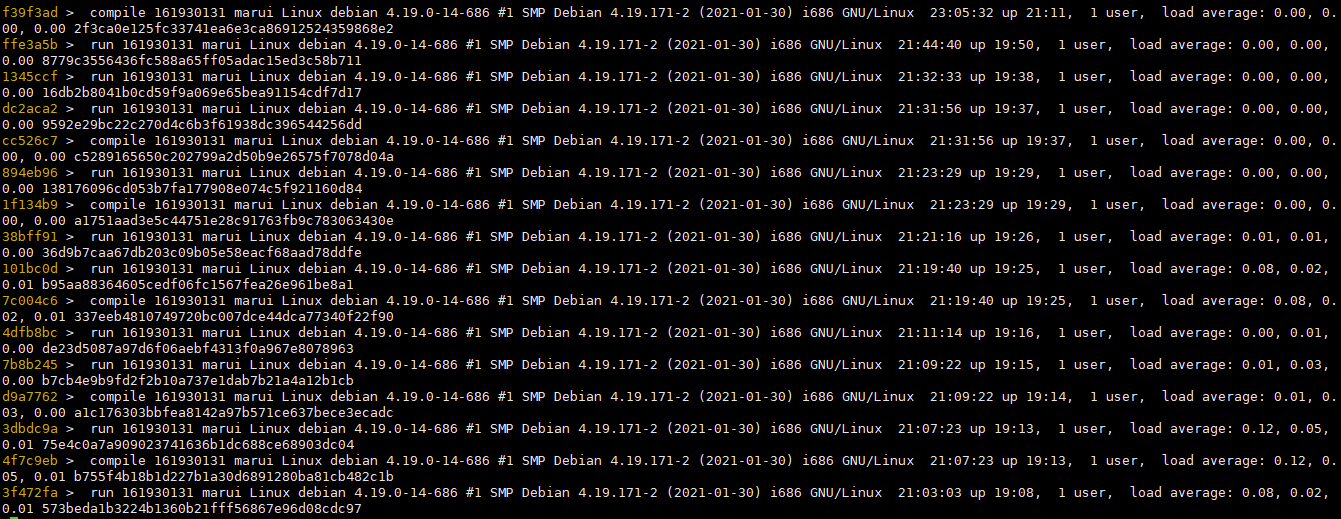 f39f3ad >  compile 161930131 marui Linux debian 4.19.0-14-686 #1 SMP Debian 4.19.171-2 (2021-01-30) i686 GNU/Linux  23:05:32 up 21:11,  1 user,  load average: 0.00, 0.
00, 0.00 2f3ca0e125fc33741ea6e3ca86912524359868e2
ffe3a5b >  run 161930131 marui Linux debian 4.19.0-14-686 #1 SMP Debian 4.19.171-2 (2021-01-30) i686 GNU/Linux  21:44:40 up 19:50,  1 user,  load average: 0.00, 0.00,
0.00 8779c3556436fc588a65ff05adac15ed3c58b711
1345ccf >  run 161930131 marui Linux debian 4.19.0-14-686 #1 SMP Debian 4.19.171-2 (2021-01-30) i686 GNU/Linux  21:32:33 up 19:38,  1 user,  load average: 0.00, 0.00,
0.00 16db2b8041b0cd59f9a069e65bea91154cdf7d17
dc2aca2 >  run 161930131 marui Linux debian 4.19.0-14-686 #1 SMP Debian 4.19.171-2 (2021-01-30) i686 GNU/Linux  21:31:56 up 19:37,  1 user,  load average: 0.00, 0.00,
0.00 9592e29bc22c270d4c6b3f61938dc396544256dd
cc526c7 >  compile 161930131 marui Linux debian 4.19.0-14-686 #1 SMP Debian 4.19.171-2 (2021-01-30) i686 GNU/Linux  21:31:56 up 19:37,  1 user,  load average: 0.00, 0.
00, 0.00 c5289165650c202799a2d50b9e26575f7078d04a
894eb96 >  run 161930131 marui Linux debian 4.19.0-14-686 #1 SMP Debian 4.19.171-2 (2021-01-30) i686 GNU/Linux  21:23:29 up 19:29,  1 user,  load average: 0.00, 0.00,
0.00 138176096cd053b7fa177908e074c5f921160d84
1f134b9 >  compile 161930131 marui Linux debian 4.19.0-14-686 #1 SMP Debian 4.19.171-2 (2021-01-30) i686 GNU/Linux  21:23:29 up 19:29,  1 user,  load average: 0.00, 0.
00, 0.00 a1751aad3e5c44751e28c91763fb9c783063430e
38bff91 >  run 161930131 marui Linux debian 4.19.0-14-686 #1 SMP Debian 4.19.171-2 (2021-01-30) i686 GNU/Linux  21:21:16 up 19:26,  1 user,  load average: 0.01, 0.01,
0.00 36d9b7caa67db203c09b05e58eacf68aad78ddfe
101bc0d >  run 161930131 marui Linux debian 4.19.0-14-686 #1 SMP Debian 4.19.171-2 (2021-01-30) i686 GNU/Linux  21:19:40 up 19:25,  1 user,  load average: 0.08, 0.02,
0.01 b95aa88364605cedf06fc1567fea26e961be8a1
7c004c6 >  compile 161930131 marui Linux debian 4.19.0-14-686 #1 SMP Debian 4.19.171-2 (2021-01-30) i686 GNU/Linux  21:19:40 up 19:25,  1 user,  load average: 0.08, 0.
02, 0.01 337eeb4810749720bc007dce44dca77340f22f90
4dfb8bc >  run 161930131 marui Linux debian 4.19.0-14-686 #1 SMP Debian 4.19.171-2 (2021-01-30) i686 GNU/Linux  21:11:14 up 19:16,  1 user,  load average: 0.00, 0.01,
0.00 de23d5087a97d6f06aebf4313f0a967e8078963
7b8b245 >  run 161930131 marui Linux debian 4.19.0-14-686 #1 SMP Debian 4.19.171-2 (2021-01-30) i686 GNU/Linux  21:09:22 up 19:15,  1 user,  load average: 0.01, 0.03,
0.00 b7cb4e9b9fd2f2b10a737e1dab7b21a4a12b1cb
d9a7762 >  compile 161930131 marui Linux debian 4.19.0-14-686 #1 SMP Debian 4.19.171-2 (2021-01-30) i686 GNU/Linux  21:09:22 up 19:14,  1 user,  load average: 0.01, 0.
03, 0.00 a1c176303bbfea8142a97b571ce637bece3ecadc
3dbdc9a >  run 161930131 marui Linux debian 4.19.0-14-686 #1 SMP Debian 4.19.171-2 (2021-01-30) i686 GNU/Linux  21:07:23 up 19:13,  1 user,  load average: 0.12, 0.05,
0.01 75e4c0a7a909023741636b1dc688ce68903dc04
4f7c9eb >  compile 161930131 marui Linux debian 4.19.0-14-686 #1 SMP Debian 4.19.171-2 (2021-01-30) i686 GNU/Linux  21:07:23 up 19:13,  1 user,  load average: 0.12, 0.
05, 0.01 b755f4b18b1d227b1a30d6891280ba81cb482c1b
3f472fa >  run 161930131 marui Linux debian 4.19.0-14-686 #1 SMP Debian 4.19.171-2 (2021-01-30) i686 GNU/Linux  21:03:03 up 19:08,  1 user,  load average: 0.08, 0.02,
0.01 573beda1b3224b1360b21fff56867e96d08cdc97